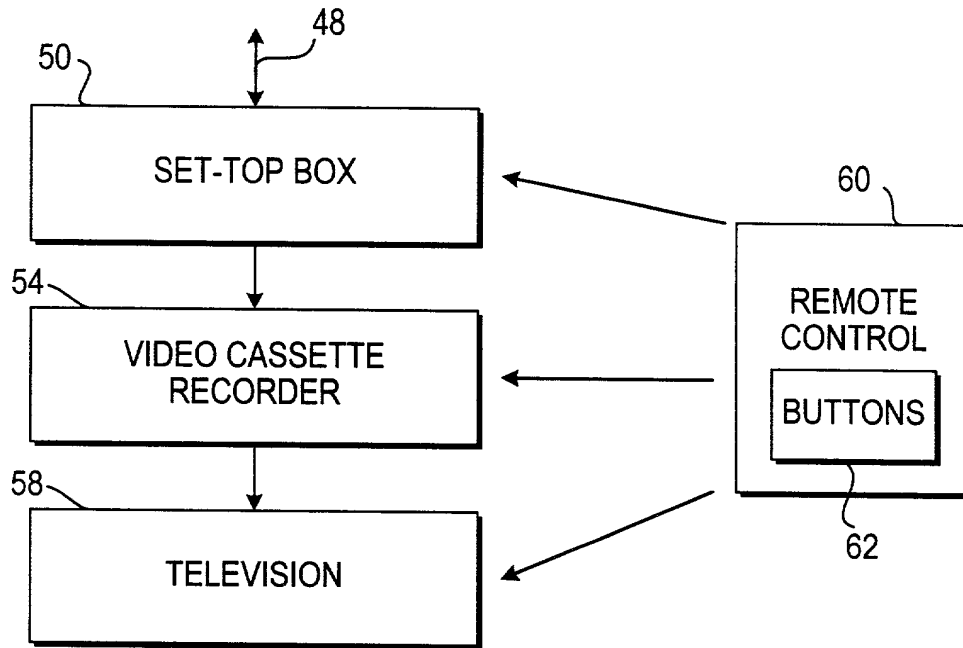 48
50
SET-TOP BOX
60
54
VIDEO CASSETTE
RECORDER
REMOTE
CONTROL
BUTTONS
58
62
TELEVISION